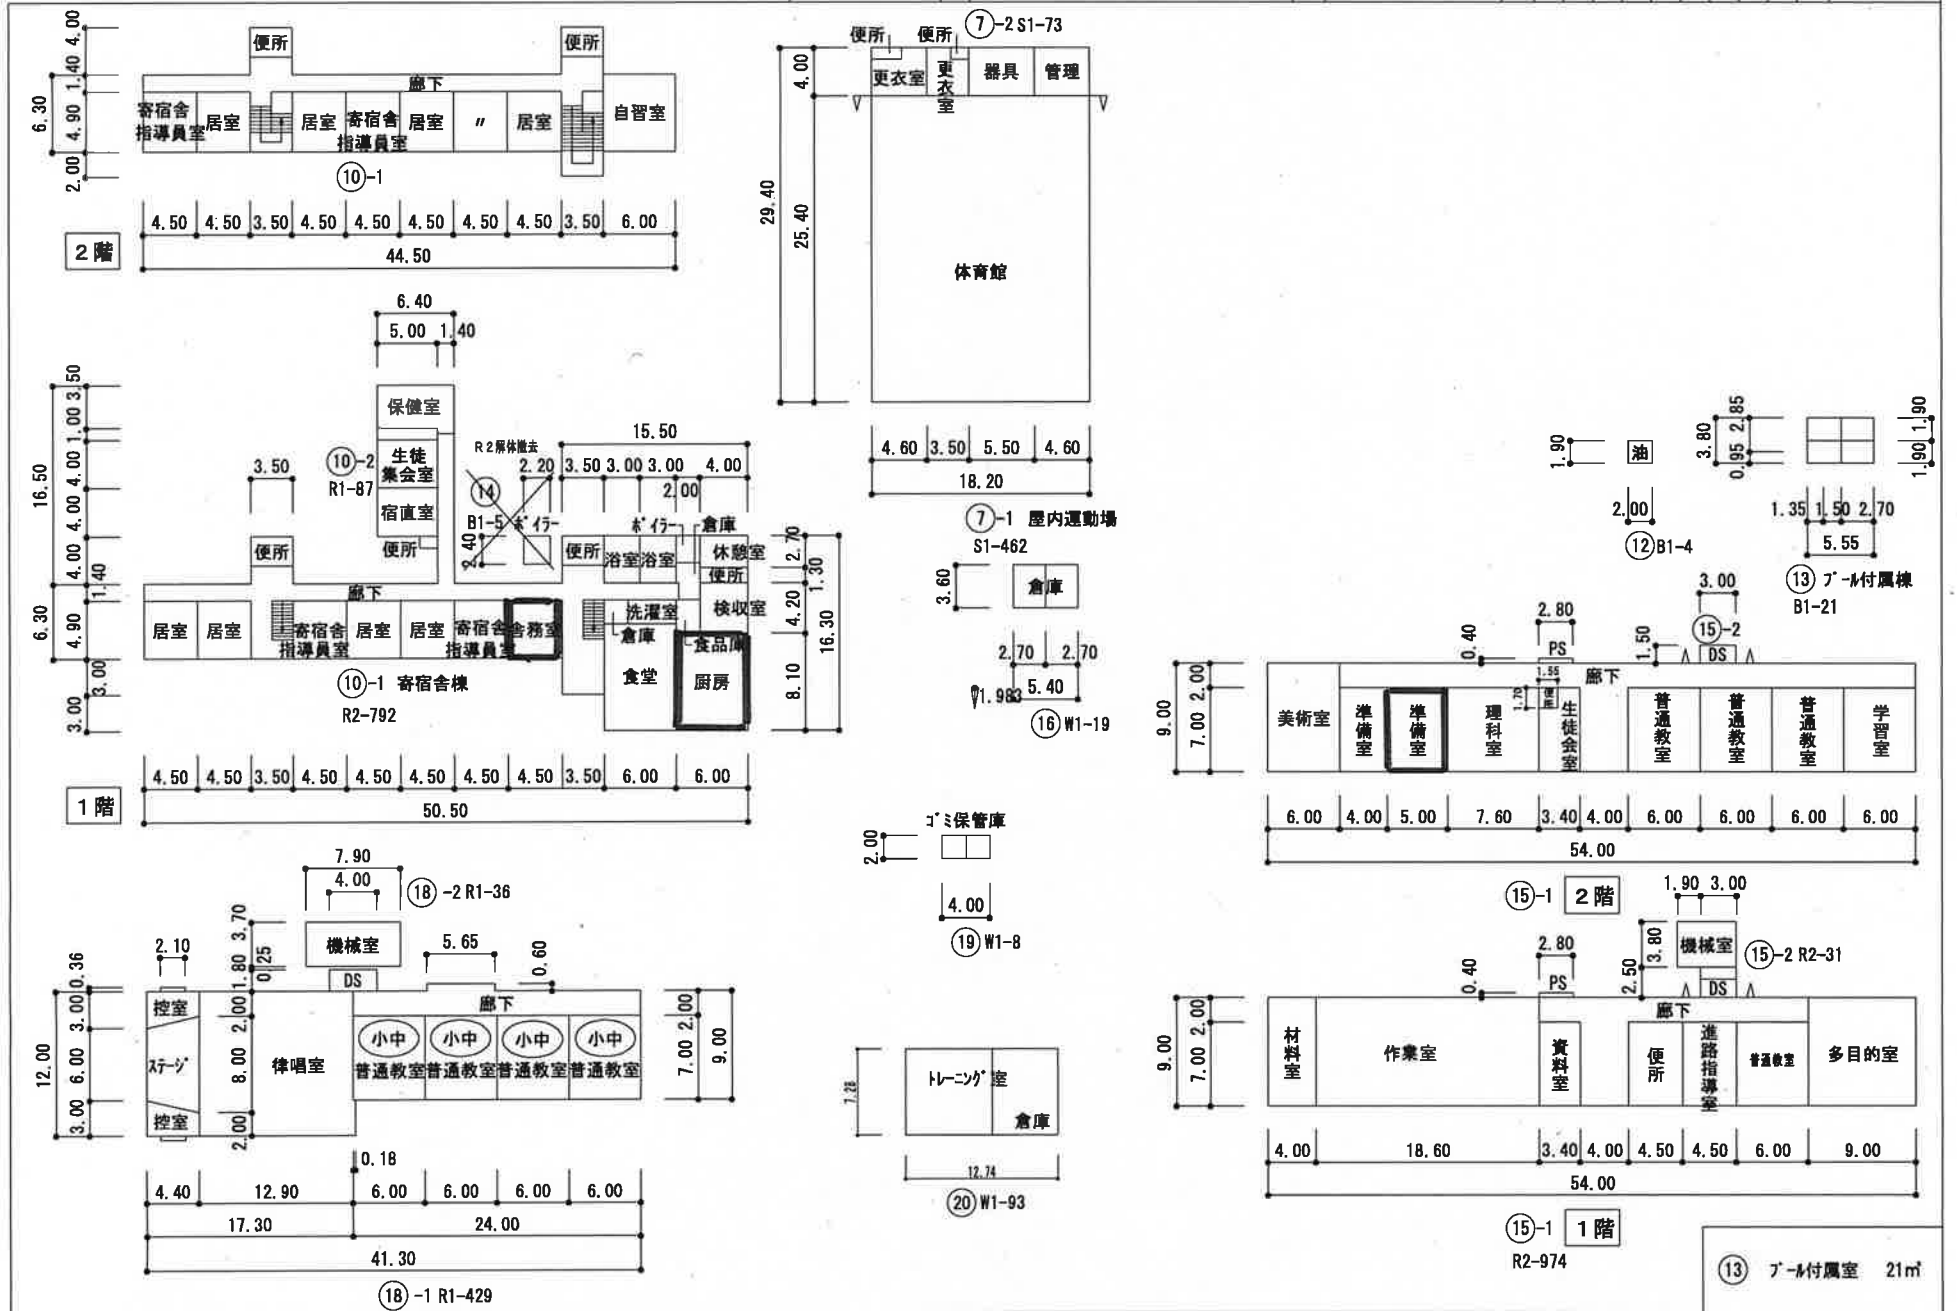 便所
便所
廊下
寄宿舎
指導員室
居室
居室
寄宿舎
指導員室
居室
〃
居室
自習室
⑩-1
4.00
1.40
4.90
2.00
6.30
4.50 4.50 3.50 4.50 4.50 4.50 4.50 4.50 3.50 6.00
44.50
2階
⑦-2 S1-73
便所
便所
更衣室
更衣室
器具
管理
4.00
29.40
25.40
体育館
4.60 3.50 5.50 4.60
18.20
⑦-1 屋内運動場
S1-462
6.40
5.00 1.40
保健室
生徒
集会室
宿直室
便所
⑩-2
R1-87
R2解体撤去
⑭
B1-5
2.20
ボイラー
2.40
15.50
3.50 3.00 3.00 4.00
2.00
3.50
3.50
1.00
4.00
4.00
4.00
1.40
4.90
3.00
3.00
16.50
6.30
便所
便所
浴室
浴室
ボイラー
倉庫
休憩室
便所
検収室
洗濯室
倉庫
食品庫
食堂
厨房
廊下
居室
居室
寄宿舎
指導員室
居室
居室
寄宿舎
指導員室
舎務室
2.70
1.30
4.20
8.10
16.30
⑩-1 寄宿舎棟
R2-792
4.50 4.50 3.50 4.50 4.50 4.50 4.50 4.50 3.50 6.00 6.00
50.50
1階
3.60
倉庫
2.70 2.70
5.40
1.983
⑯ W1-19
ゴミ保管庫
2.00
4.00
⑲ W1-8
1.90
油
2.00
⑫ B1-4
3.80
2.85
0.95
1.90
1.90
1.35 1.50 2.70
5.55
⑬ プール付属棟
B1-21
3.00
⑮-2
1.50
DS
2.80
0.40
PS
廊下
1.55
1.70
便所
9.00
2.00
7.00
美術室
準備室
準備室
理科室
生徒会室
普通教室
普通教室
普通教室
学習室
6.00 4.00 5.00 7.60 3.40 4.00 6.00 6.00 6.00 6.00
54.00
⑮-1 2階
7.90
4.00
⑱-2 R1-36
3.70
0.25
1.80
機械室
DS
2.10
0.36
5.65
0.60
控室
ステージ
控室
律唱室
廊下
小中
普通教室
小中
普通教室
小中
普通教室
小中
普通教室
12.00
3.00
6.00
3.00
2.00
8.00
2.00
2.00
7.00
9.00
0.18
4.40 12.90 6.00 6.00 6.00 6.00
17.30 24.00
41.30
⑱-1 R1-429
7.28
トレーニング室
倉庫
12.74
⑳ W1-93
1.90 3.00
3.80
2.50
機械室
⑮-2 R2-31
DS
2.80
0.40
PS
廊下
9.00
2.00
7.00
材料室
作業室
資料室
便所
進路指導室
普通教室
多目的室
4.00 18.60 3.40 4.00 4.50 4.50 6.00 9.00
54.00
⑮-1 1階
R2-974
⑬ プール付属室 21㎡